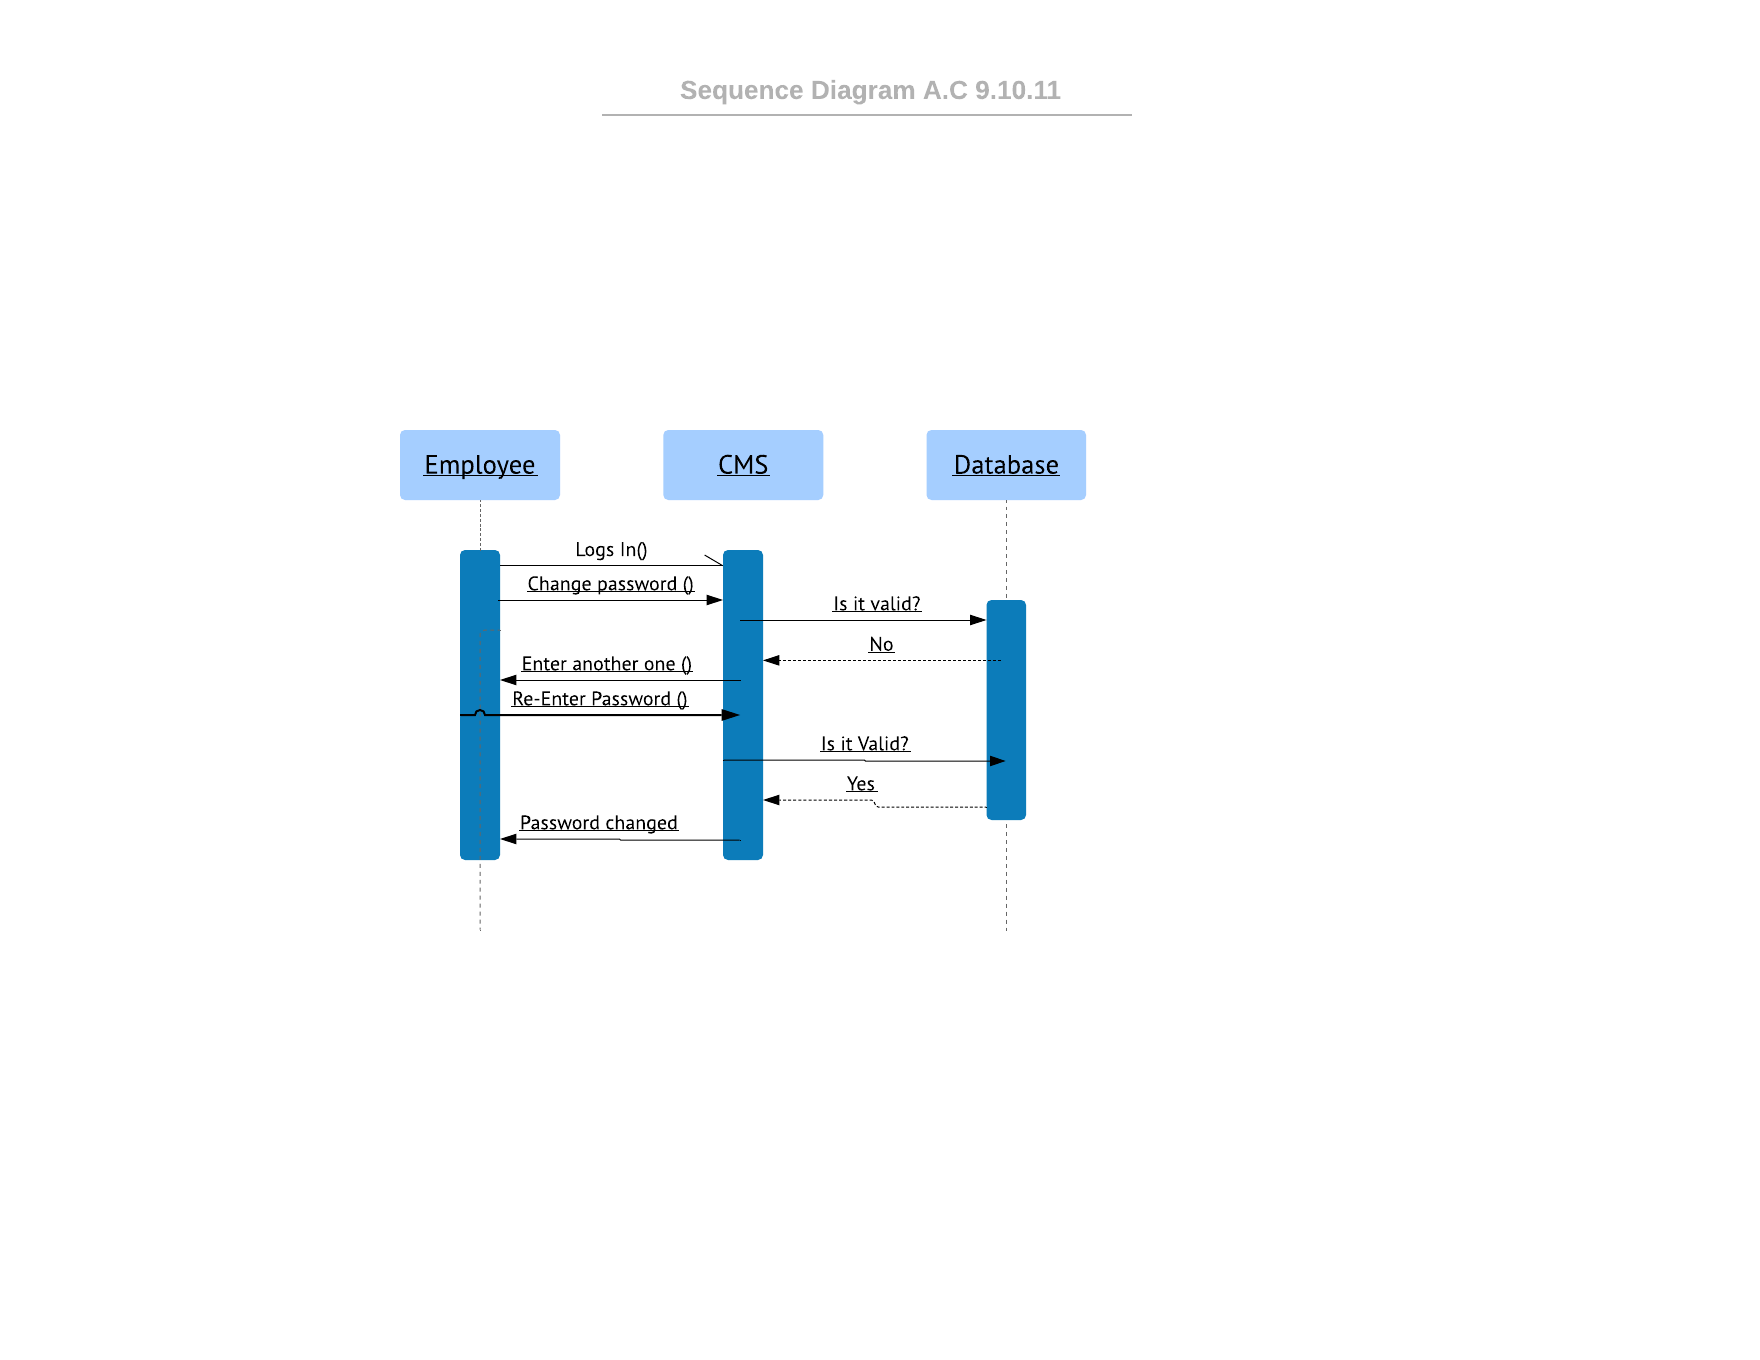 Sequence Diagram A.C 9.10.11
Employee
CMS
Database
Logs In()
Change password ()
Is it valid?
No
Enter another one ()
Re-Enter Password ()
Is it Valid?
Yes
Password changed